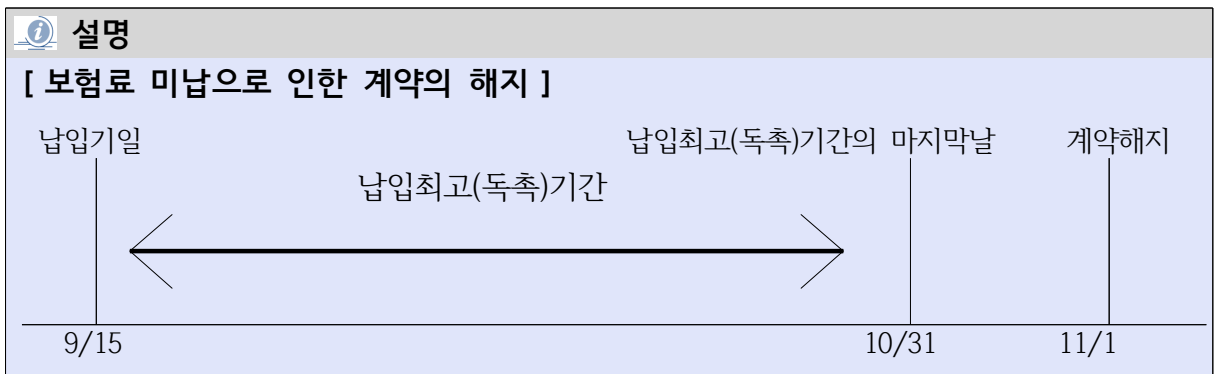 설명
[ 보험료 미납으로 인한 계약의 해지 ]
납입기일 납입최고(독촉)기간의 마지막날 계약해지
납입최고(독촉)기간
9/15 10/31 11/1